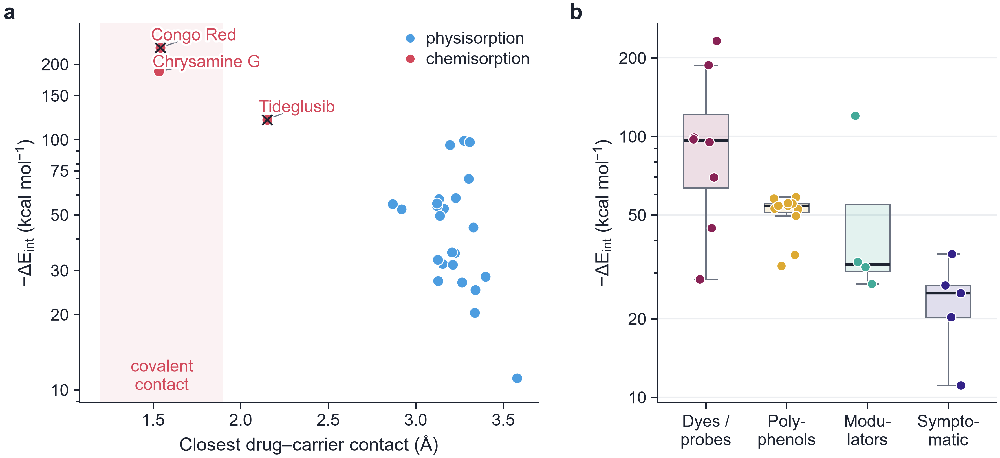 a
Congo Red
Chrysamine G
Tideglusib
physisorption
chemisorption
covalent
contact
200
150
100
75
50
30
20
10
−ΔEint (kcal mol−1)
1.5 2.0 2.5 3.0 3.5
Closest drug–carrier contact (Å)
b
200
100
50
20
10
−ΔEint (kcal mol−1)
Dyes /
probes
Poly-
phenols
Modu-
lators
Sympto-
matic